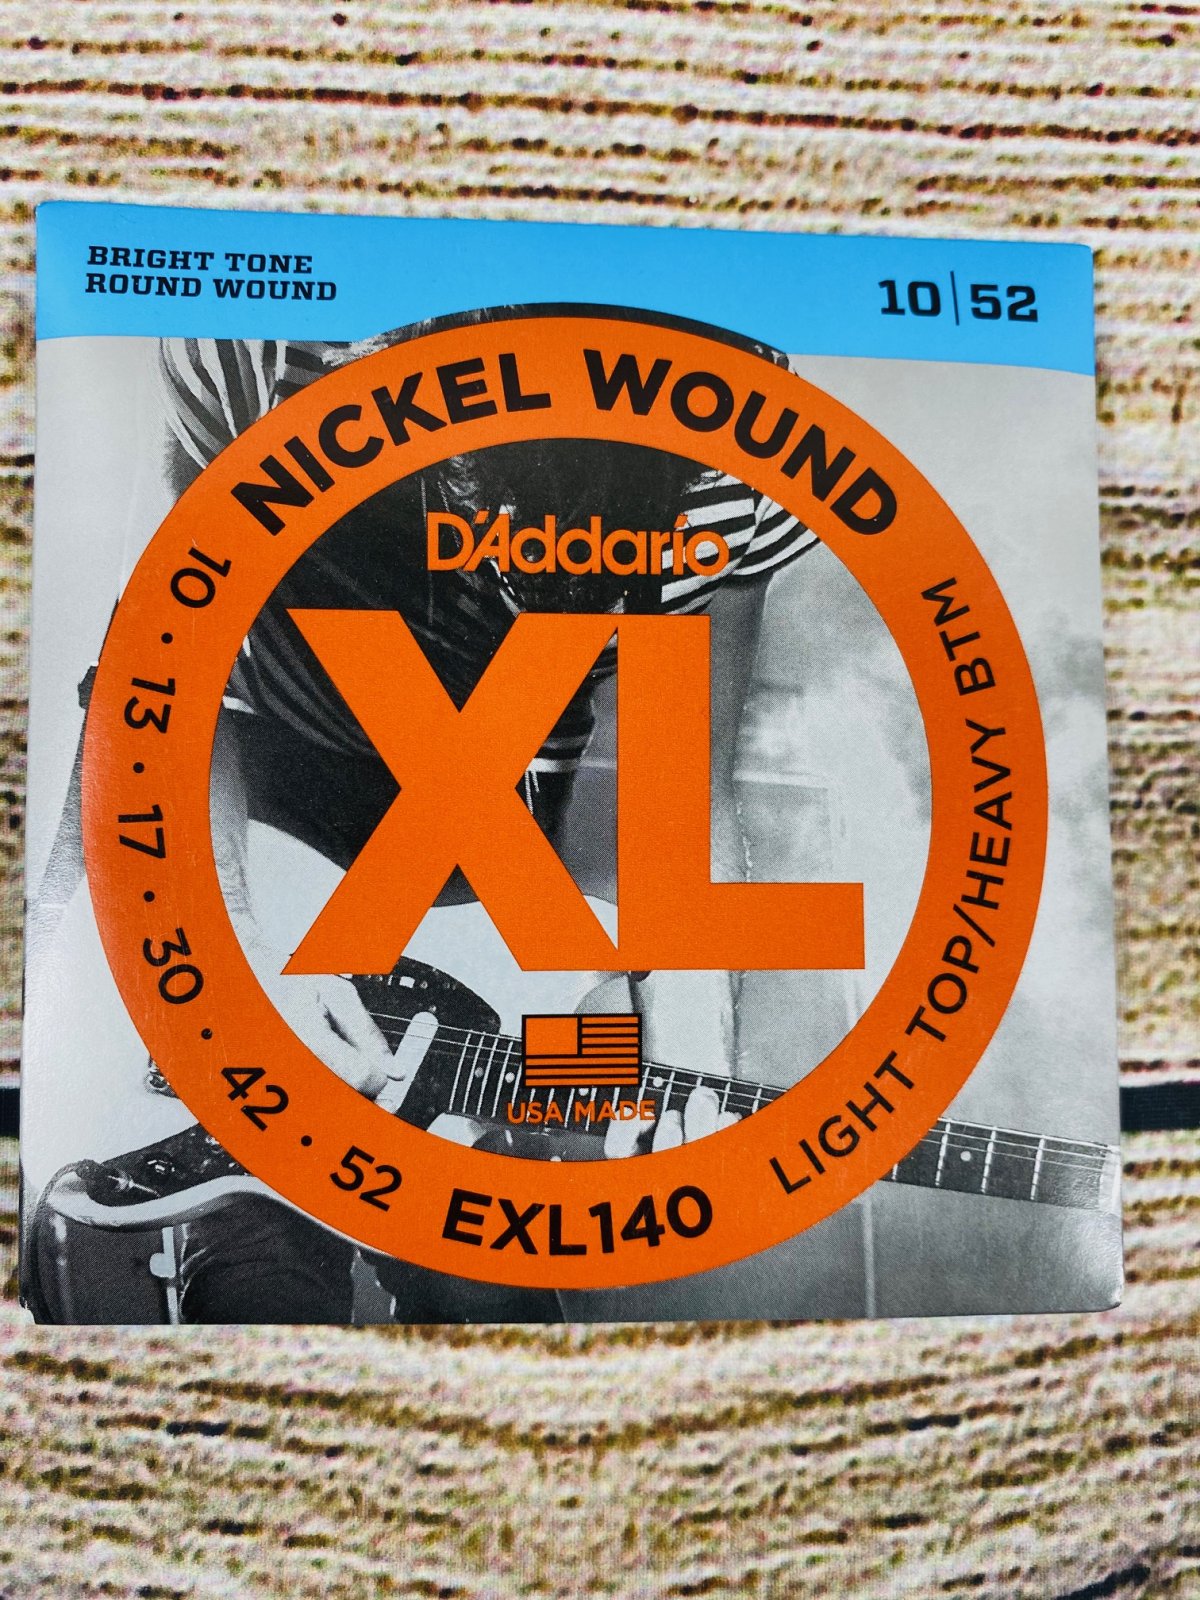 BRIGHT TONE
ROUND WOUND
10|52
NICKEL WOUND
D'Addario
XL
USA MADE
10 • 13 • 17 • 30 • 42 • 52
EXL140
LIGHT TOP/HEAVY BTM